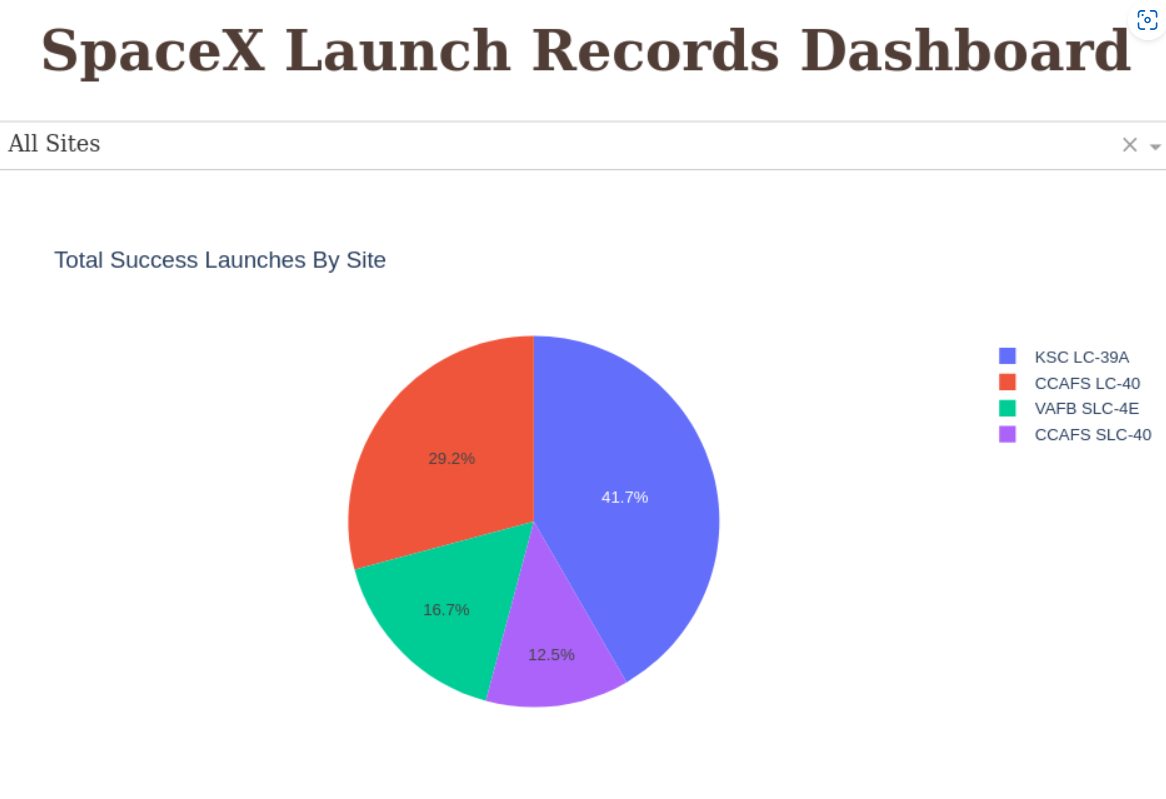 SpaceX Launch Records Dashboard
All Sites
Total Success Launches By Site
KSC LC-39A
CCAFS LC-40
VAFB SLC-4E
CCAFS SLC-40
29.2%
41.7%
16.7%
12.5%